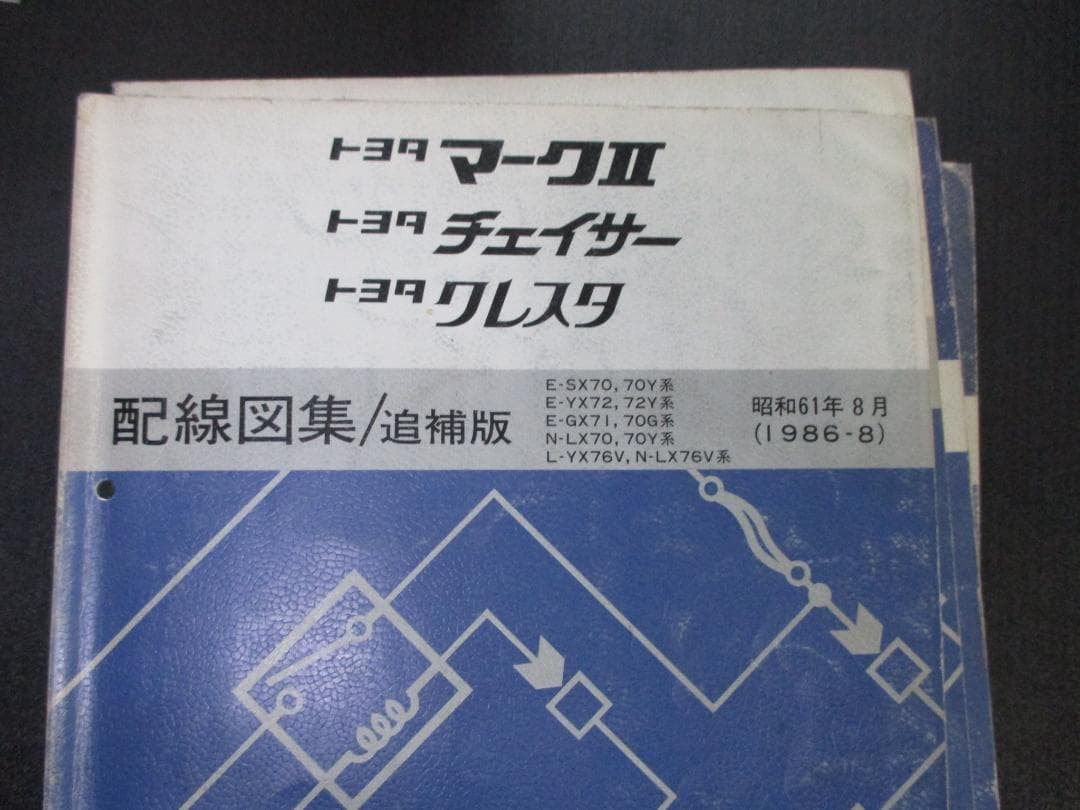 トヨタ マークII
トヨタ チェイサー
トヨタ クレスタ
配線図集/追補版
E-SX70, 70Y系
E-YX72, 72Y系
E-GX71, 70G系
N-LX70, 70Y系
L-YX76V, N-LX76V系
昭和61年8月
(1986-8)